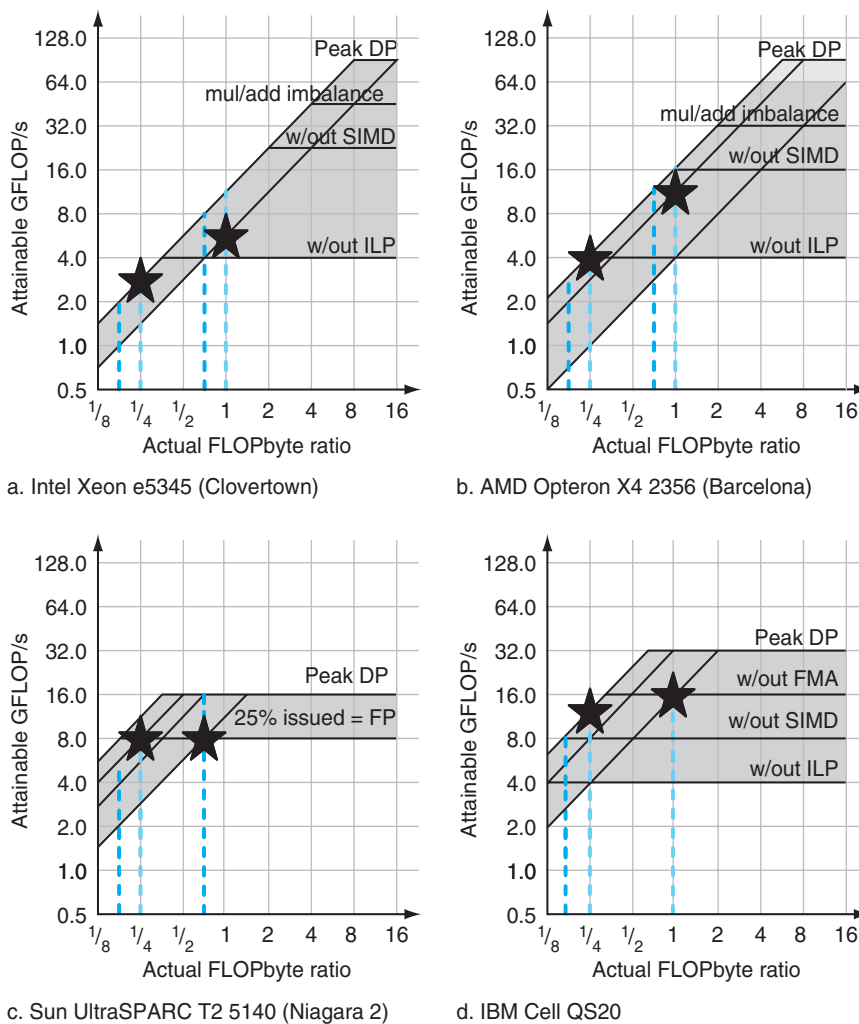 128.0
64.0
32.0
16.0
8.0
4.0
2.0
1.0
0.5
Attainable GFLOP/s
Peak DP
mul/add imbalance
w/out SIMD
w/out ILP
1/8 1/4 1/2 1 2 4 8 16
Actual FLOPbyte ratio
a. Intel Xeon e5345 (Clovertown)
128.0
64.0
32.0
16.0
8.0
4.0
2.0
1.0
0.5
Attainable GFLOP/s
Peak DP
mul/add imbalance
w/out SIMD
w/out ILP
1/8 1/4 1/2 1 2 4 8 16
Actual FLOPbyte ratio
b. AMD Opteron X4 2356 (Barcelona)
128.0
64.0
32.0
16.0
8.0
4.0
2.0
1.0
0.5
Attainable GFLOP/s
Peak DP
25% issued = FP
1/8 1/4 1/2 1 2 4 8 16
Actual FLOPbyte ratio
c. Sun UltraSPARC T2 5140 (Niagara 2)
128.0
64.0
32.0
16.0
8.0
4.0
2.0
1.0
0.5
Attainable GFLOP/s
Peak DP
w/out FMA
w/out SIMD
w/out ILP
1/8 1/4 1/2 1 2 4 8 16
Actual FLOPbyte ratio
d. IBM Cell QS20